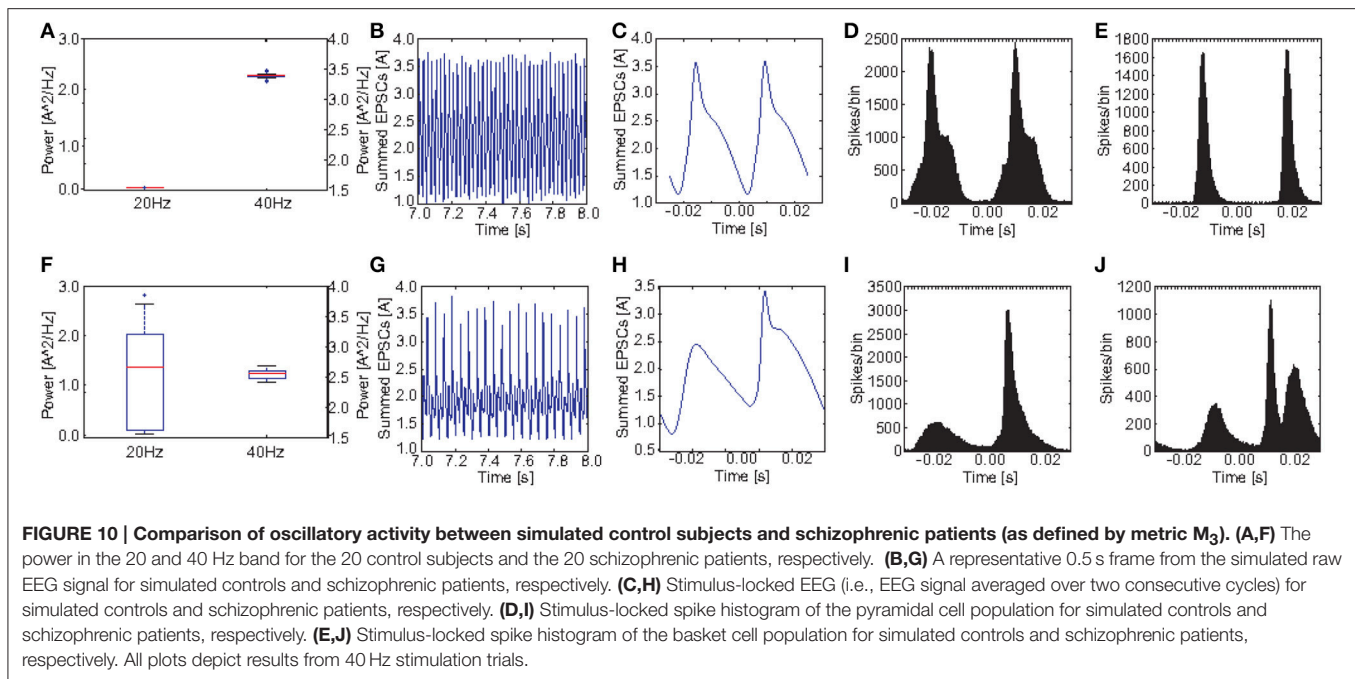 A
B
C
D
E
3.0
2.0
1.0
0.0
Power [A^2/Hz]
20Hz
40Hz
4.0
3.5
3.0
2.5
2.0
1.5
Power [A^2/Hz]
Summed EPSCs [A]
4.0
3.5
3.0
2.5
2.0
1.5
1.0
7.0 7.2 7.4 7.6 7.8 8.0
Time [s]
Summed EPSCs [A]
4.0
3.5
3.0
2.5
2.0
1.5
1.0
-0.02 0.00 0.02
Time [s]
Spikes/bin
2500
2000
1500
1000
500
0
-0.02 0.00 0.02
Time [s]
Spikes/bin
1800
1600
1400
1200
1000
800
600
400
200
0
-0.02 0.00 0.02
Time [s]
F
G
H
I
J
3.0
2.0
1.0
0.0
Power [A^2/Hz]
20Hz
40Hz
4.0
3.5
3.0
2.5
2.0
1.5
Power [A^2/Hz]
Summed EPSCs [A]
4.0
3.5
3.0
2.5
2.0
1.5
1.0
7.0 7.2 7.4 7.6 7.8 8.0
Time [s]
Summed EPSCs [A]
3.5
3.0
2.5
2.0
1.5
1.0
0.5
-0.02 0.00 0.02
Time [s]
Spikes/bin
3500
3000
2500
2000
1500
1000
500
0
-0.02 0.00 0.02
Time [s]
Spikes/bin
1200
1000
800
600
400
200
0
-0.02 0.00 0.02
Time [s]
FIGURE 10 | Comparison of oscillatory activity between simulated control subjects and schizophrenic patients (as defined by metric M3). (A,F) The
power in the 20 and 40 Hz band for the 20 control subjects and the 20 schizophrenic patients, respectively. (B,G) A representative 0.5 s frame from the simulated raw
EEG signal for simulated controls and schizophrenic patients, respectively. (C,H) Stimulus-locked EEG (i.e., EEG signal averaged over two consecutive cycles) for
simulated controls and schizophrenic patients, respectively. (D,I) Stimulus-locked spike histogram of the pyramidal cell population for simulated controls and
schizophrenic patients, respectively. (E,J) Stimulus-locked spike histogram of the basket cell population for simulated controls and schizophrenic patients,
respectively. All plots depict results from 40 Hz stimulation trials.